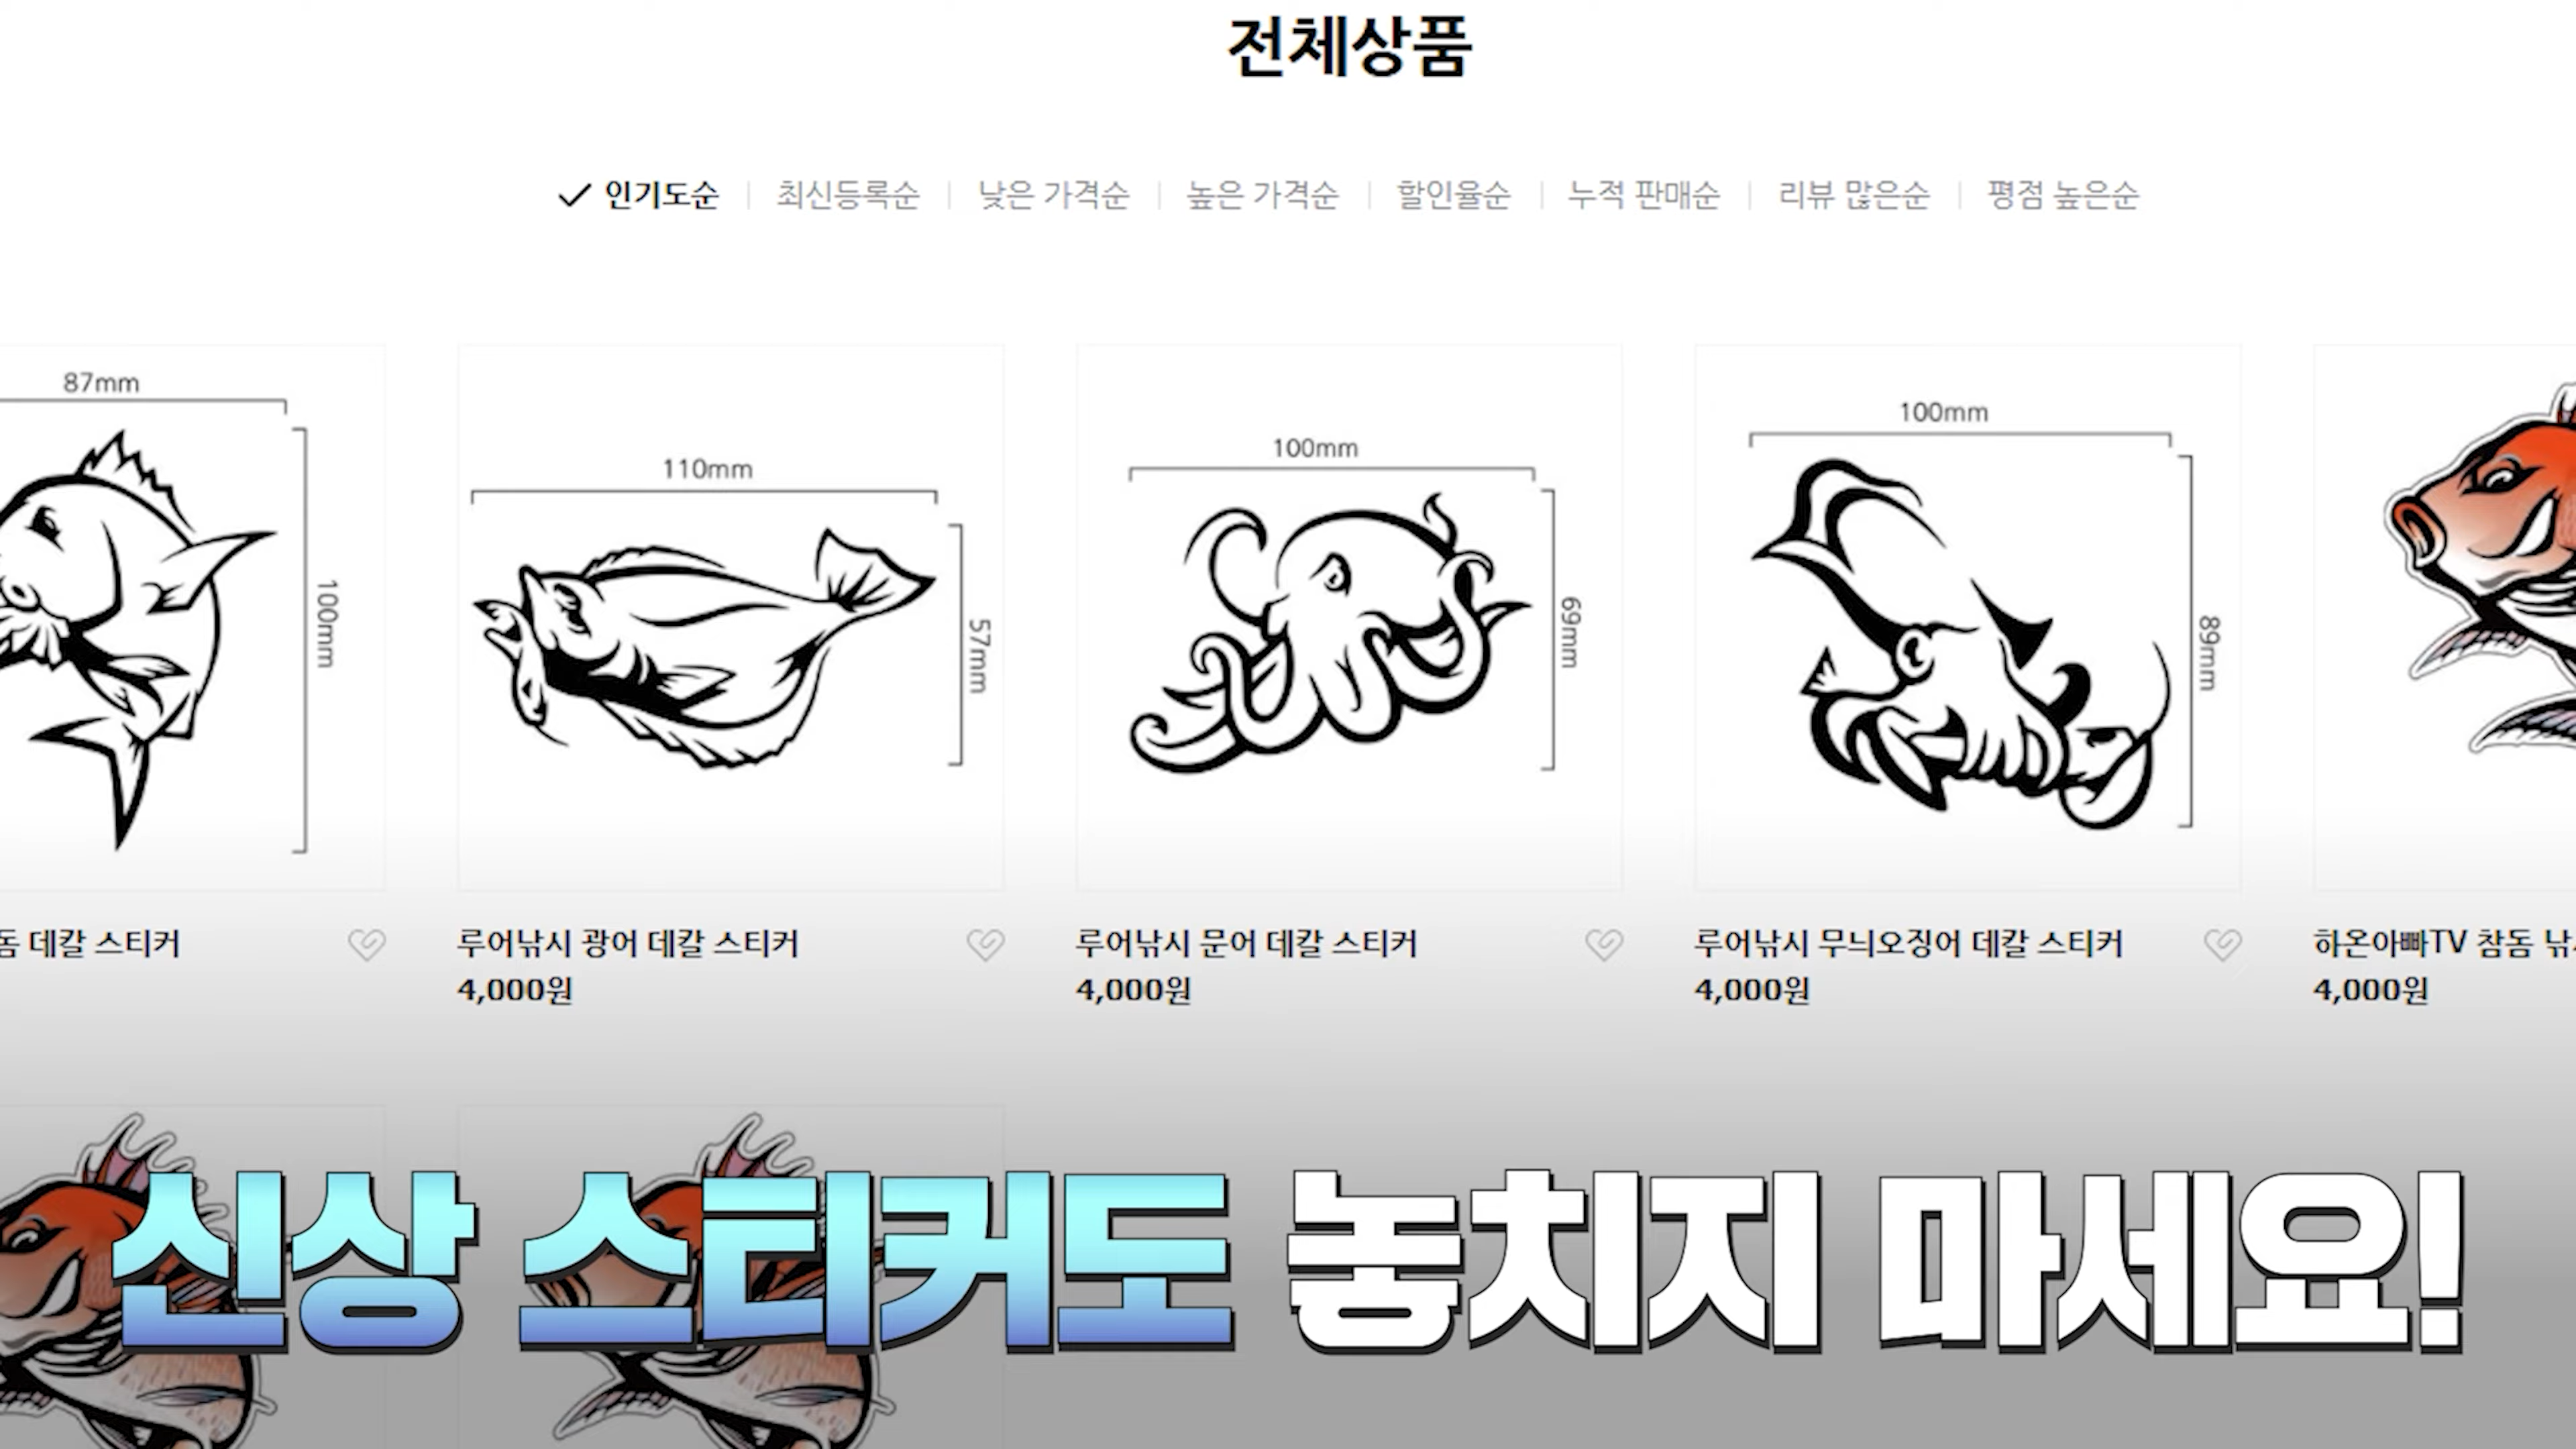 전체상품
인기도순 최신등록순 낮은 가격순 높은 가격순 할인율순 누적 판매순 리뷰 많은순 평점 높은순
87mm
100mm
110mm
57mm
100mm
69mm
100mm
89mm
돔 데칼 스티커
루어낚시 광어 데칼 스티커
4,000원
루어낚시 문어 데칼 스티커
4,000원
루어낚시 무늬오징어 데칼 스티커
4,000원
하온아빠TV 참돔
4,000원
신상 스티커도 놓치지 마세요!